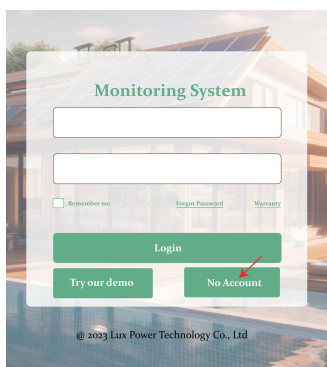 Monitoring System
Remember me Forgot Password Warranty
Login
Try our demo No Account
@ 2023 Lux Power Technology Co., Ltd